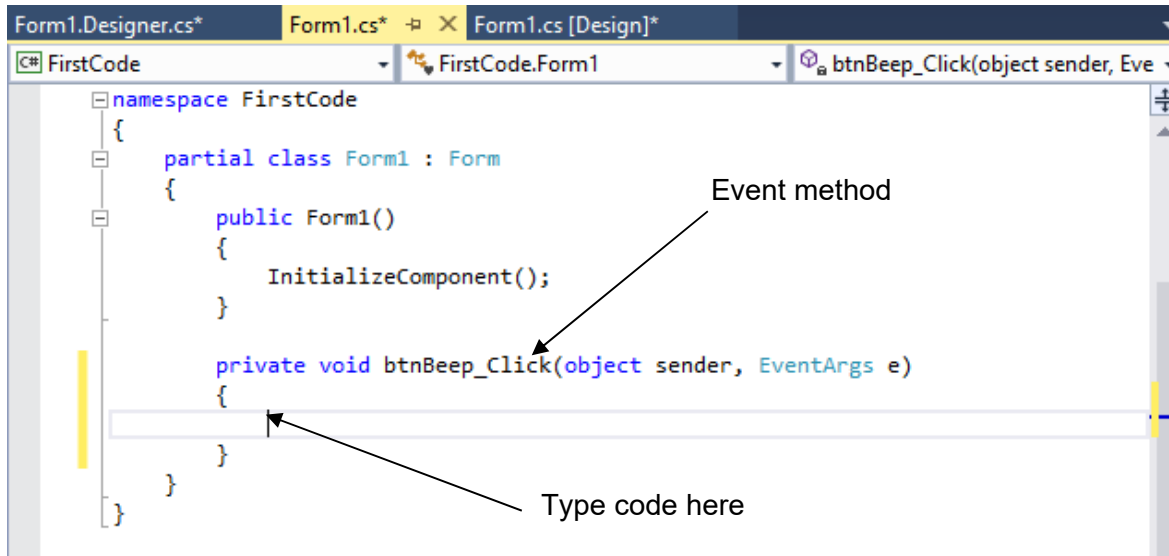 Form1.Designer.cs* Form1.cs* Form1.cs [Design]*
C# FirstCode FirstCode.Form1 btnBeep_Click(object sender, Eve
namespace FirstCode
{
partial class Form1 : Form
{
Event method
public Form1()
{
InitializeComponent();
}
private void btnBeep_Click(object sender, EventArgs e)
{
}
}
Type code here
}